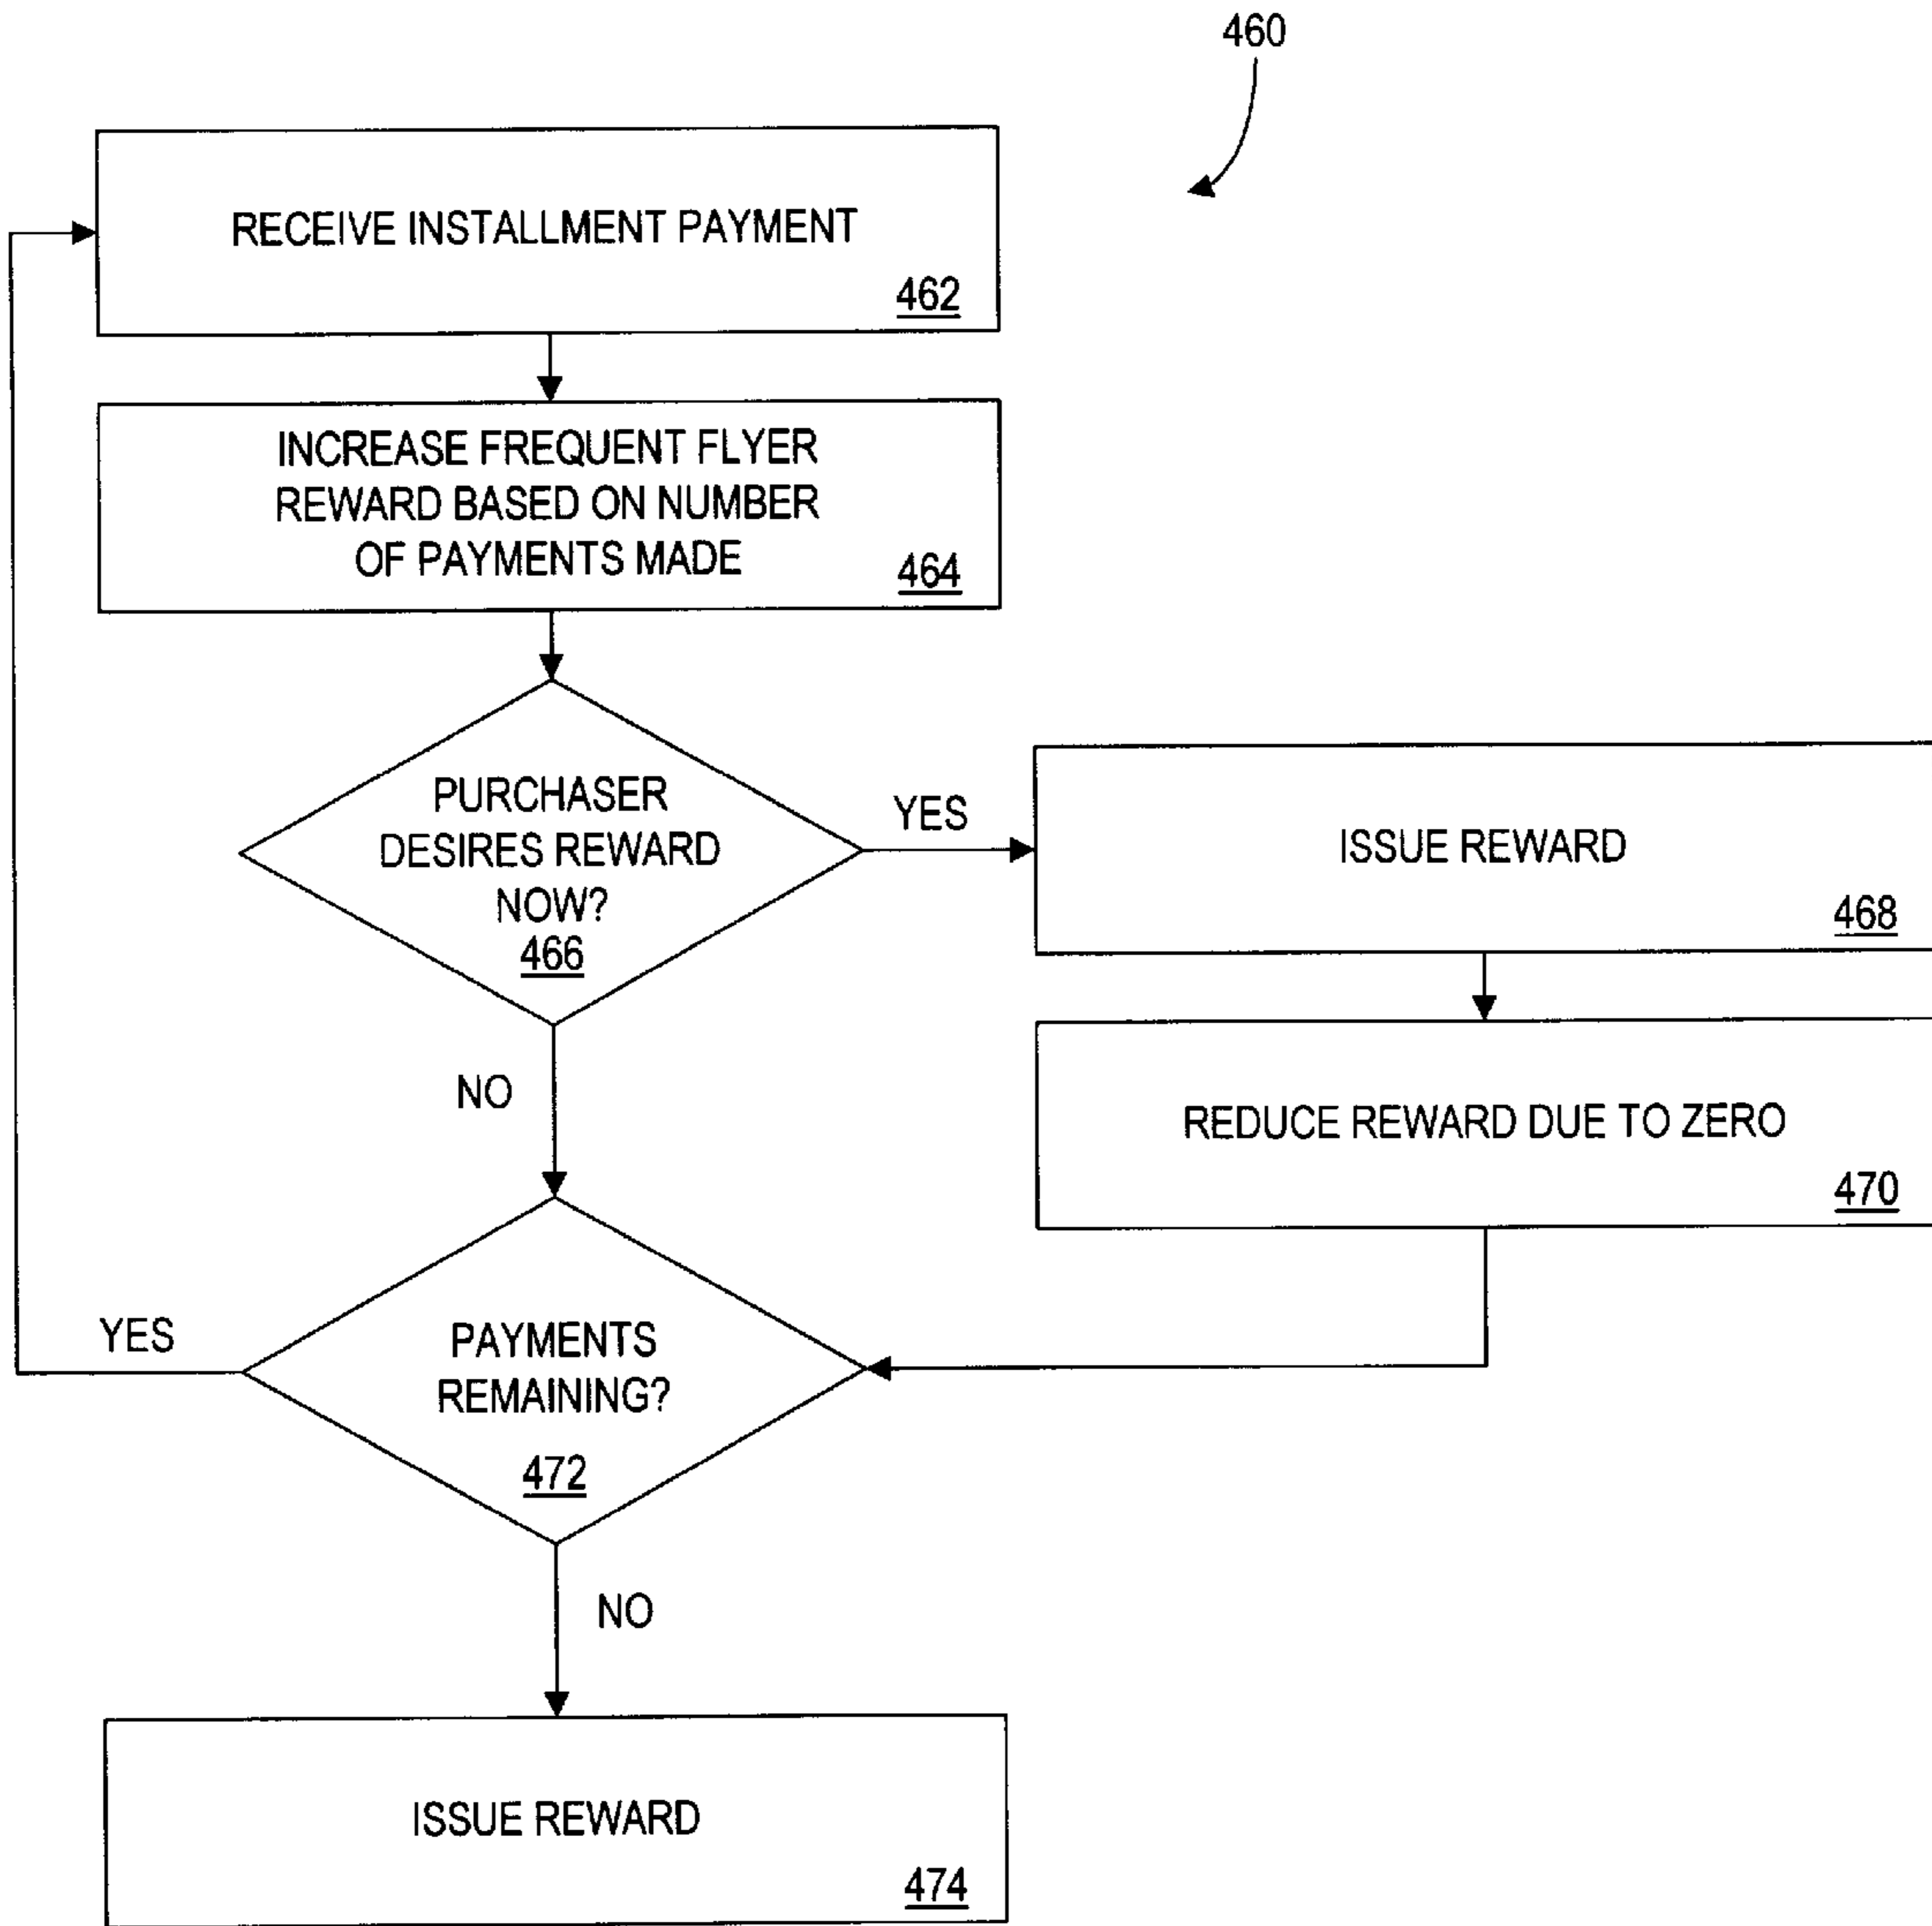 460
RECEIVE INSTALLMENT PAYMENT
462
INCREASE FREQUENT FLYER
REWARD BASED ON NUMBER
OF PAYMENTS MADE
464
PURCHASER
DESIRES REWARD
NOW?
466
YES
ISSUE REWARD
468
NO
REDUCE REWARD DUE TO ZERO
470
YES
PAYMENTS
REMAINING?
472
NO
ISSUE REWARD
474